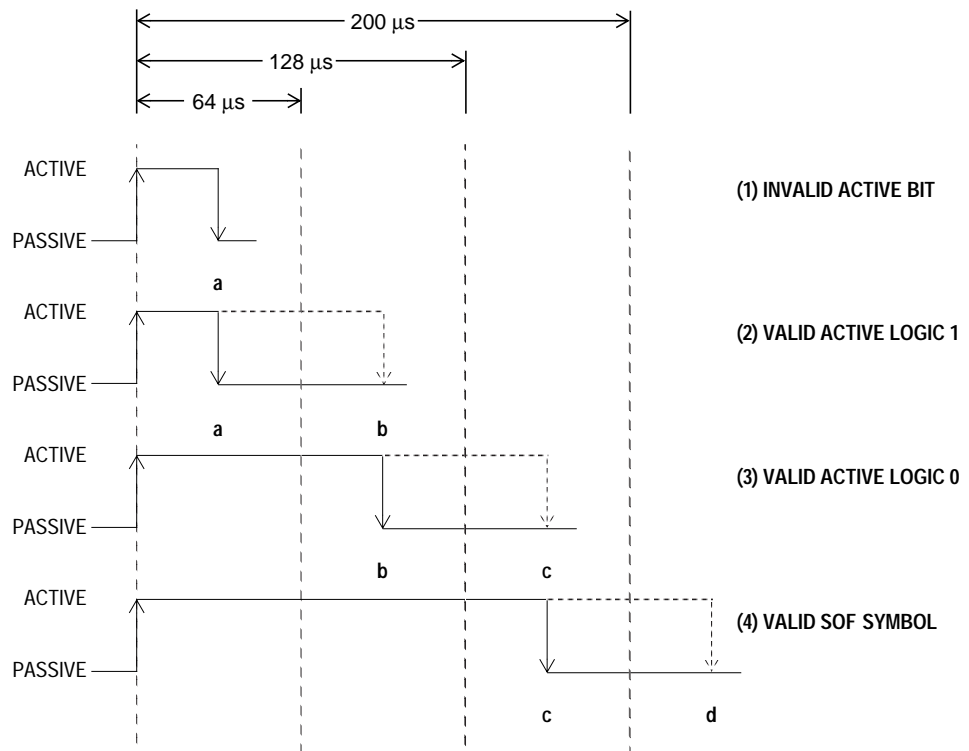 200 μs
128 μs
64 μs
ACTIVE
(1) INVALID ACTIVE BIT
PASSIVE
a
ACTIVE
(2) VALID ACTIVE LOGIC 1
PASSIVE
a b
ACTIVE
(3) VALID ACTIVE LOGIC 0
PASSIVE
b c
ACTIVE
(4) VALID SOF SYMBOL
PASSIVE
c d